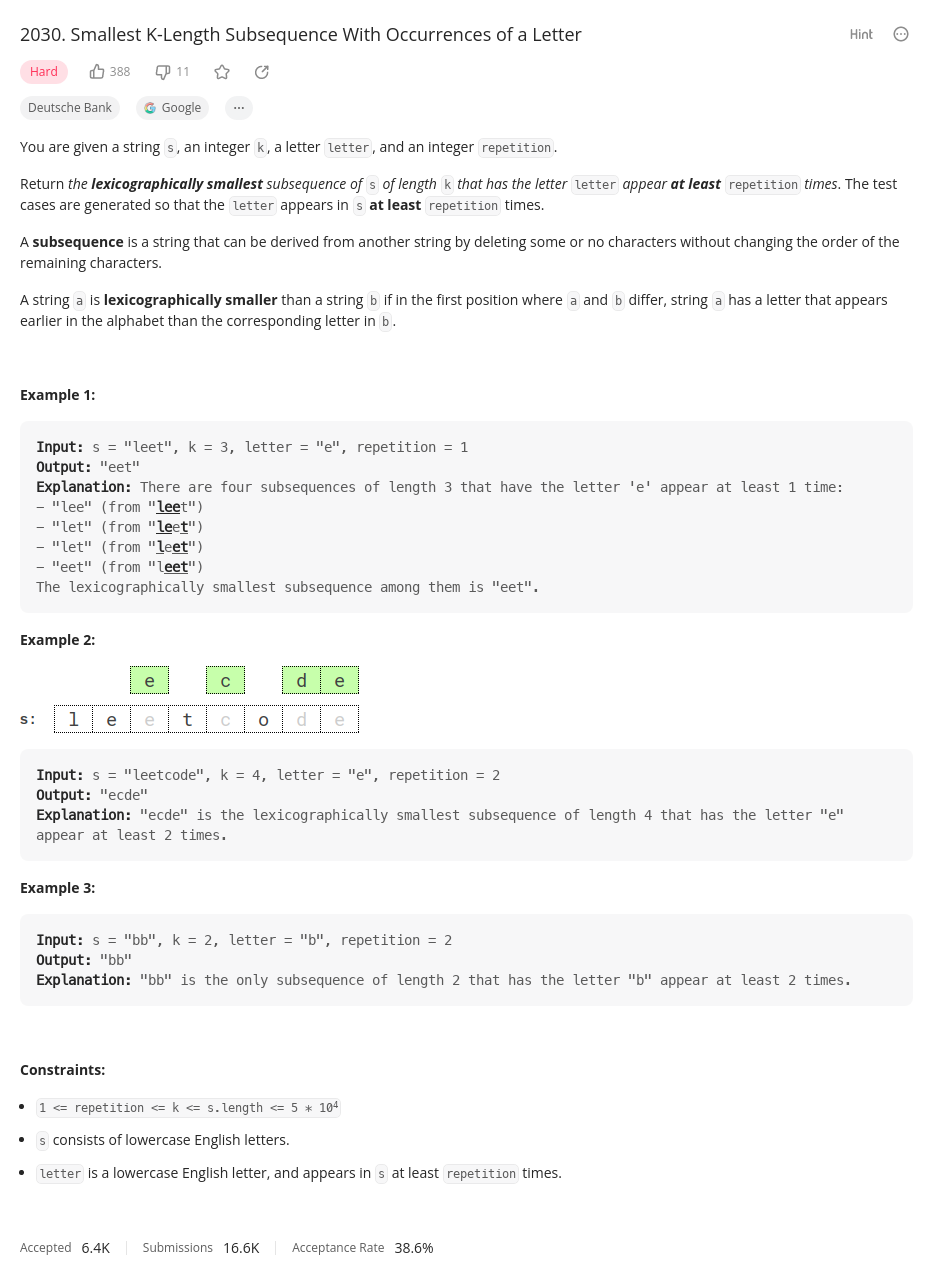 2030. Smallest K-Length Subsequence With Occurrences of a Letter
Hint
Hard 388 11
Deutsche Bank Google ...
You are given a string s, an integer k, a letter letter, and an integer repetition.
Return the lexicographically smallest subsequence of s of length k that has the letter letter appear at least repetition times. The test
cases are generated so that the letter appears in s at least repetition times.
A subsequence is a string that can be derived from another string by deleting some or no characters without changing the order of the
remaining characters.
A string a is lexicographically smaller than a string b if in the first position where a and b differ, string a has a letter that appears
earlier in the alphabet than the corresponding letter in b.
Example 1:
Input: s = "leet", k = 3, letter = "e", repetition = 1
Output: "eet"
Explanation: There are four subsequences of length 3 that have the letter 'e' appear at least 1 time:
– "lee" (from "leet")
– "let" (from "leet")
– "let" (from "leet")
– "eet" (from "leet")
The lexicographically smallest subsequence among them is "eet".
Example 2:
e c d e
s: l e e t c o d e
Input: s = "leetcode", k = 4, letter = "e", repetition = 2
Output: "ecde"
Explanation: "ecde" is the lexicographically smallest subsequence of length 4 that has the letter "e"
appear at least 2 times.
Example 3:
Input: s = "bb", k = 2, letter = "b", repetition = 2
Output: "bb"
Explanation: "bb" is the only subsequence of length 2 that has the letter "b" appear at least 2 times.
Constraints:
• 1 <= repetition <= k <= s.length <= 5 * 10⁴
• s consists of lowercase English letters.
• letter is a lowercase English letter, and appears in s at least repetition times.
Accepted 6.4K Submissions 16.6K Acceptance Rate 38.6%